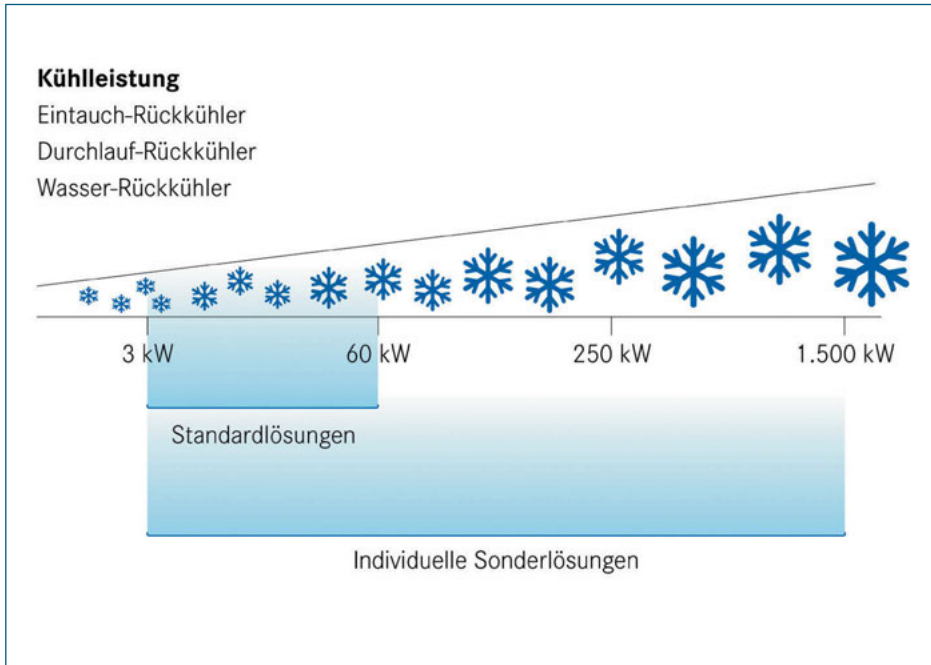 Kühlleistung
Eintauch-Rückkühler
Durchlauf-Rückkühler
Wasser-Rückkühler
3 kW
60 kW
250 kW
1.500 kW
Standardlösungen
Individuelle Sonderlösungen